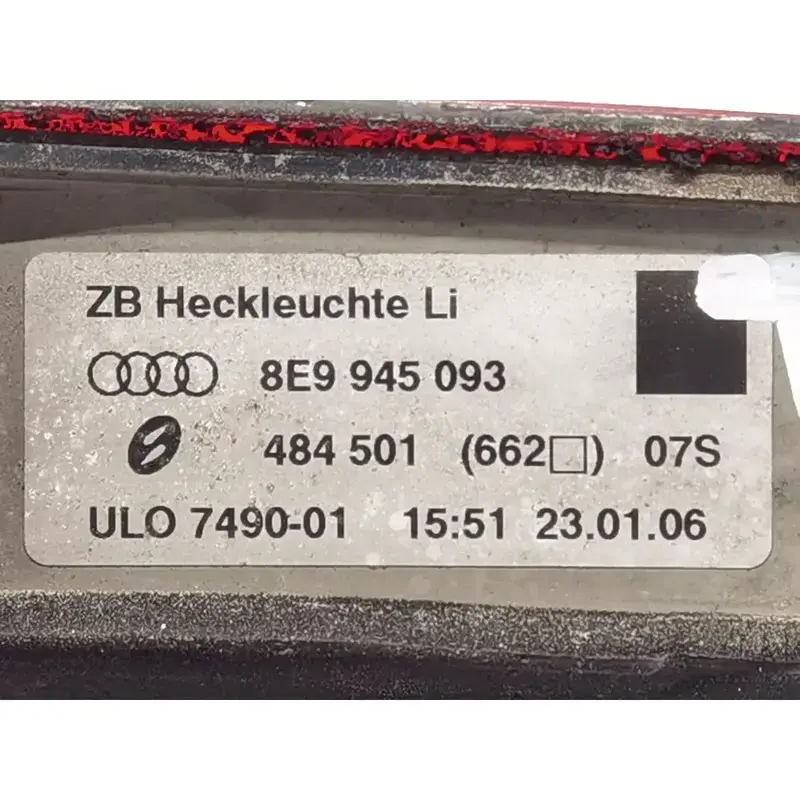 ZB Heckleuchte Li
8E9 945 093
484 501 (662□) 07S
ULO 7490-01 15:51 23.01.06